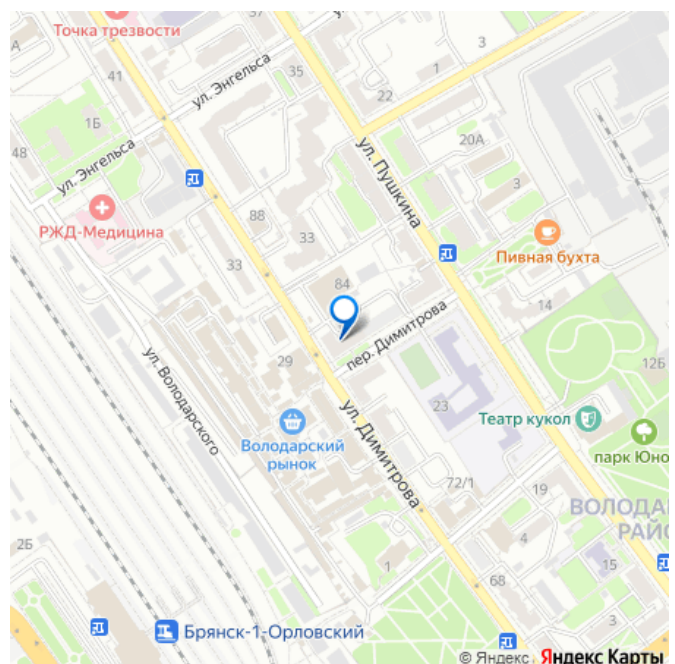 37
Точка трезвости
3
41
35
1
ул. Энгельса
22
1Б
ул. Пушкина
20А
48
ул. Энгельса
3
РЖД-Медицина
88
33
Пивная бухта
33
84
14
пер. Димитрова
29
12Б
ул. Володарского
23
ул. Димитрова
Театр кукол
Володарский
рынок
парк Юно
72/1
19
ВОЛОДА
РАЙО
4
2Б
1
15
68
3
Брянск-1-Орловский
© Яндекс Яндекс Карты